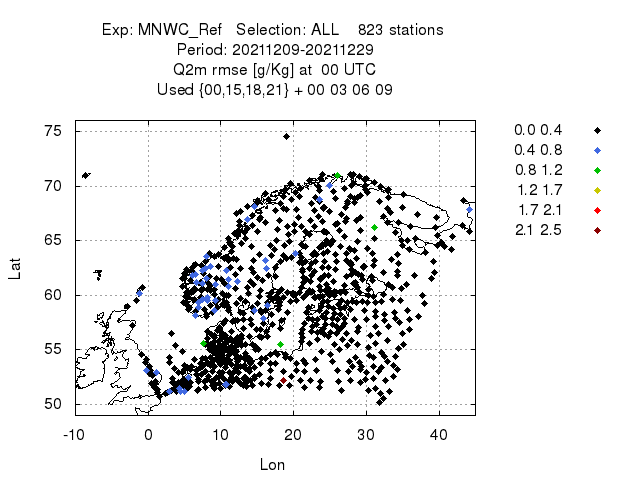 Exp: MNWC_Ref   Selection: ALL    823 stations
Period: 20211209-20211229
Q2m rmse [g/Kg] at  00 UTC
Used {00,15,18,21} + 00 03 06 09
75
70
65
60
55
50
Lat
-10 0 10 20 30 40
Lon
0.0 0.4
0.4 0.8
0.8 1.2
1.2 1.7
1.7 2.1
2.1 2.5